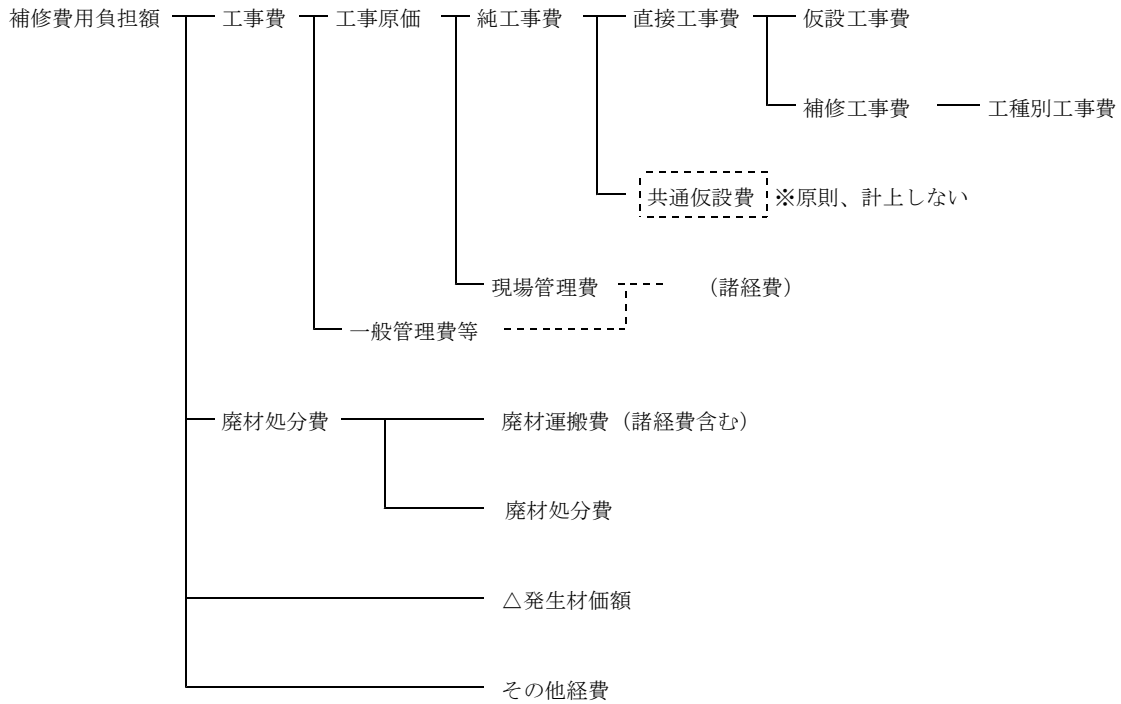 補修費用負担額 工事費 工事原価 純工事費 直接工事費 仮設工事費
補修工事費 工種別工事費
共通仮設費 ※原則、計上しない
現場管理費 （諸経費）
一般管理費等
廃材処分費 廃材運搬費（諸経費含む）
廃材処分費
△発生材価額
その他経費